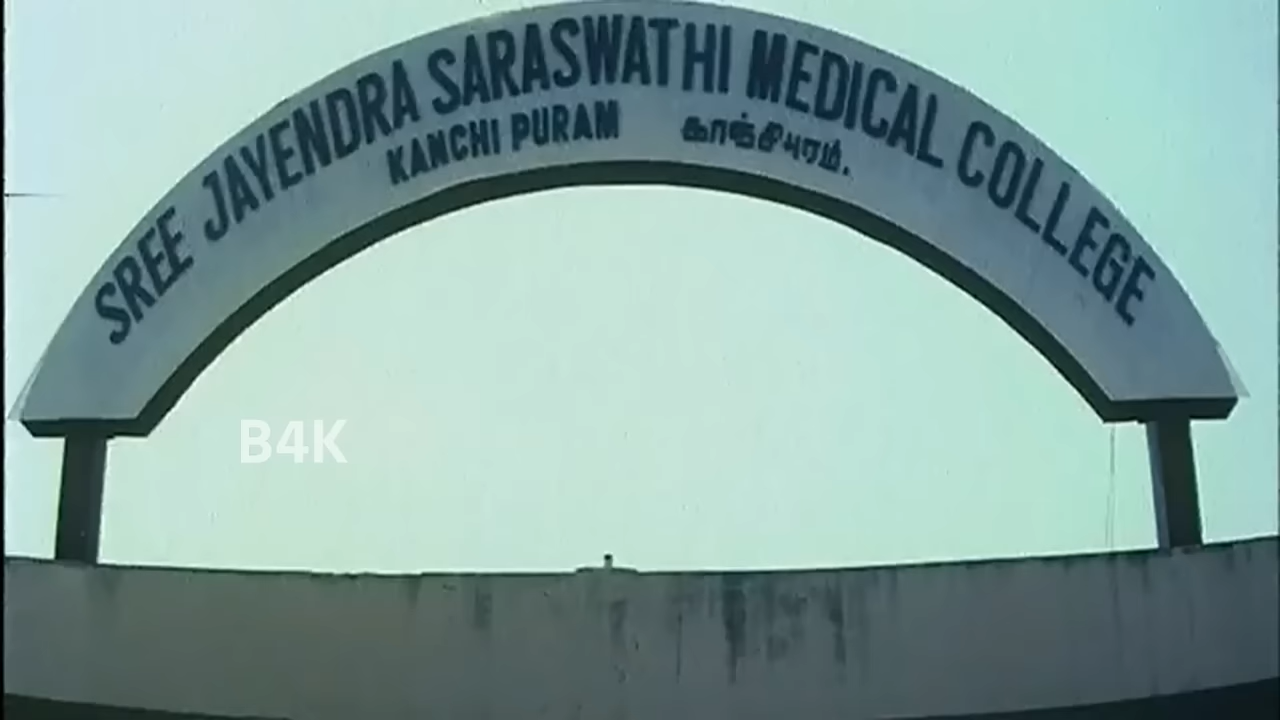 SREE JAYENDRA SARASWATHI MEDICAL COLLEGE
KANCHI PURAM காஞ்சிபுரம்.
B4K